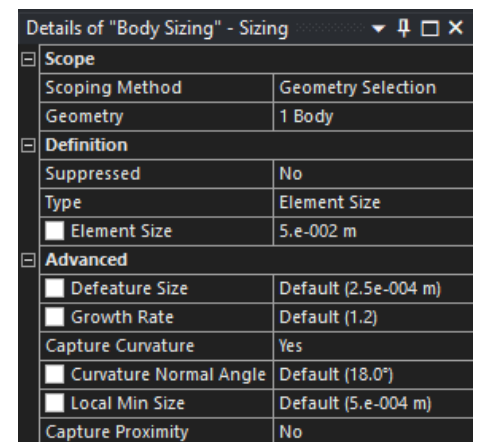 Details of "Body Sizing" - Sizing
Scope
Scoping Method Geometry Selection
Geometry 1 Body
Definition
Suppressed No
Type Element Size
Element Size 5.e-002 m
Advanced
Defeature Size Default (2.5e-004 m)
Growth Rate Default (1.2)
Capture Curvature Yes
Curvature Normal Angle Default (18.0°)
Local Min Size Default (5.e-004 m)
Capture Proximity No